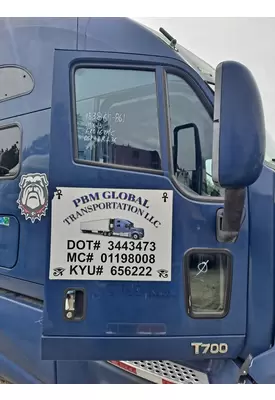 PBM GLOBAL
TRANSPORTATION LLC
DOT# 3443473
MC# 01198008
KYU# 656222
T700